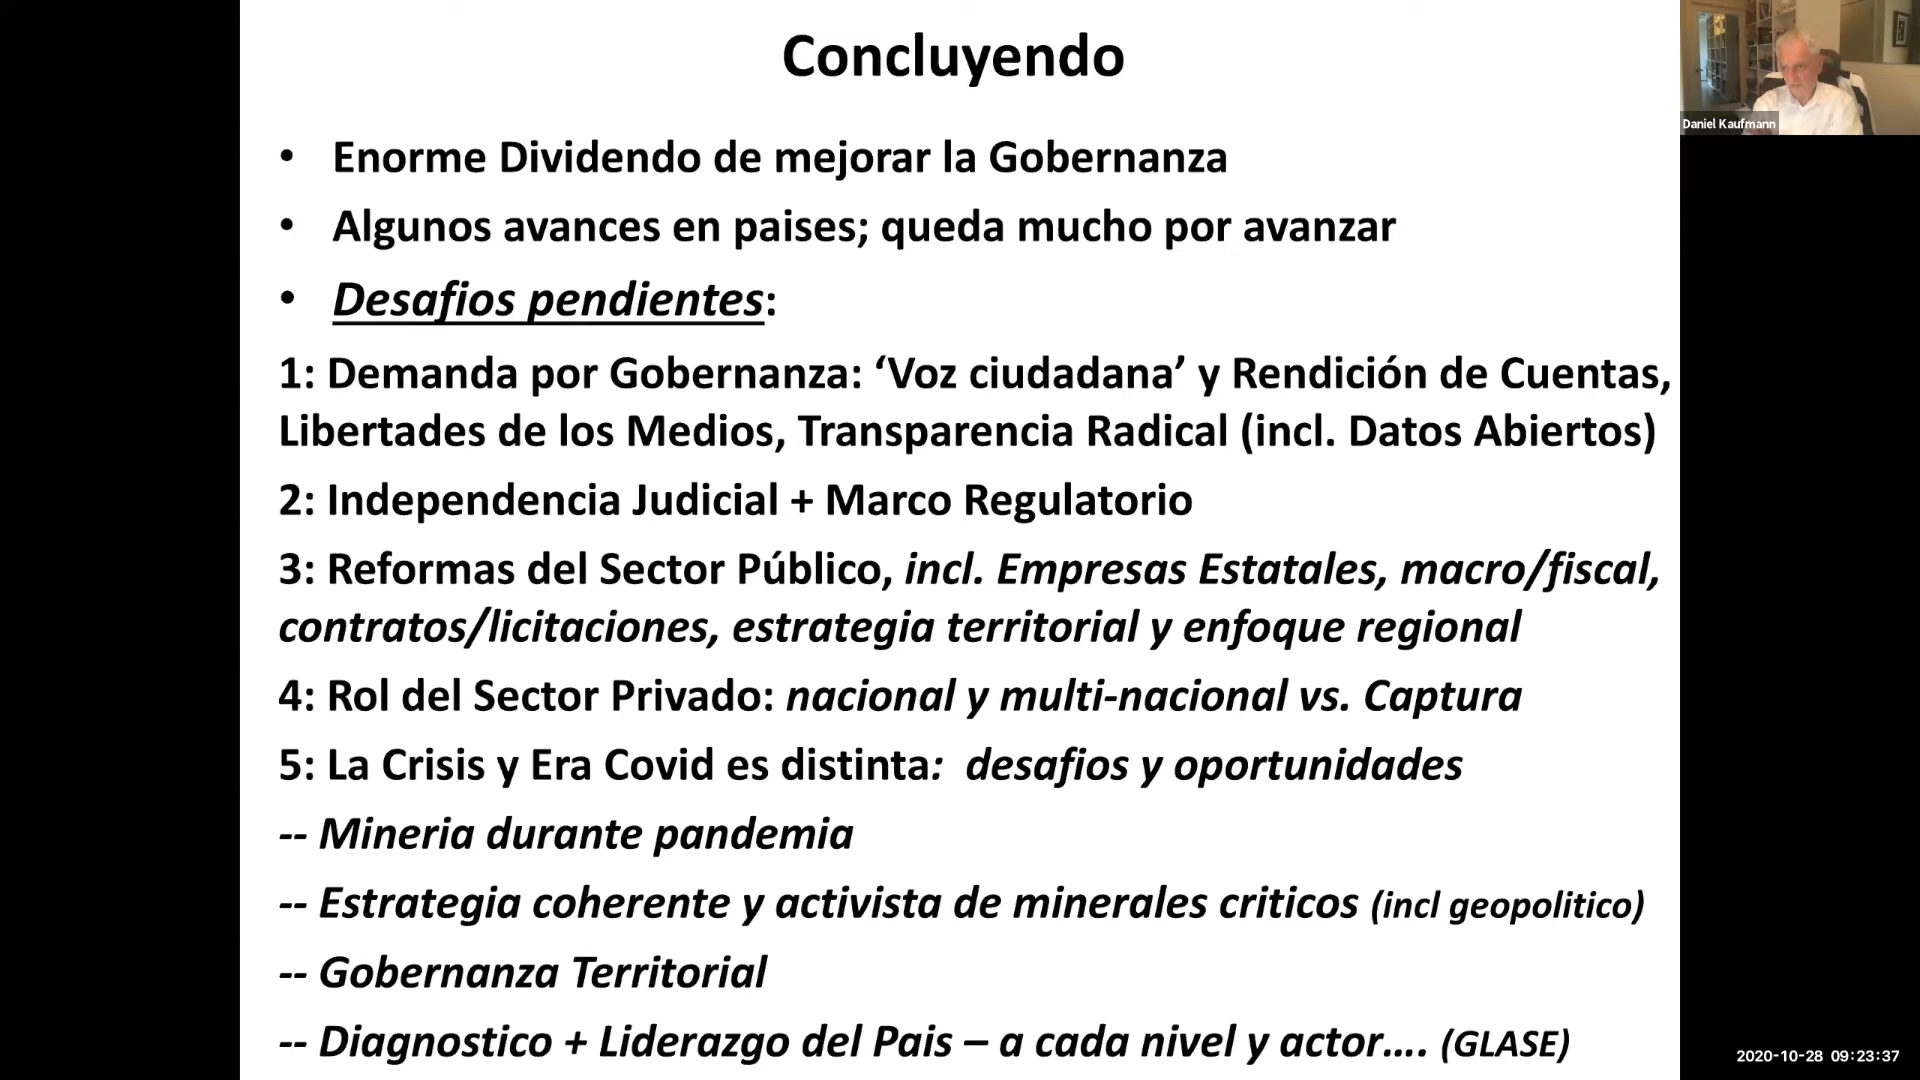 Concluyendo
• Enorme Dividendo de mejorar la Gobernanza
• Algunos avances en paises; queda mucho por avanzar
• Desafios pendientes:
1: Demanda por Gobernanza: ‘Voz ciudadana’ y Rendición de Cuentas,
Libertades de los Medios, Transparencia Radical (incl. Datos Abiertos)
2: Independencia Judicial + Marco Regulatorio
3: Reformas del Sector Público, incl. Empresas Estatales, macro/fiscal,
contratos/licitaciones, estrategia territorial y enfoque regional
4: Rol del Sector Privado: nacional y multi-nacional vs. Captura
5: La Crisis y Era Covid es distinta: desafios y oportunidades
-- Mineria durante pandemia
-- Estrategia coherente y activista de minerales criticos (incl geopolitico)
-- Gobernanza Territorial
-- Diagnostico + Liderazgo del Pais – a cada nivel y actor.... (GLASE)
Daniel Kaufmann
2020-10-28 09:23:37